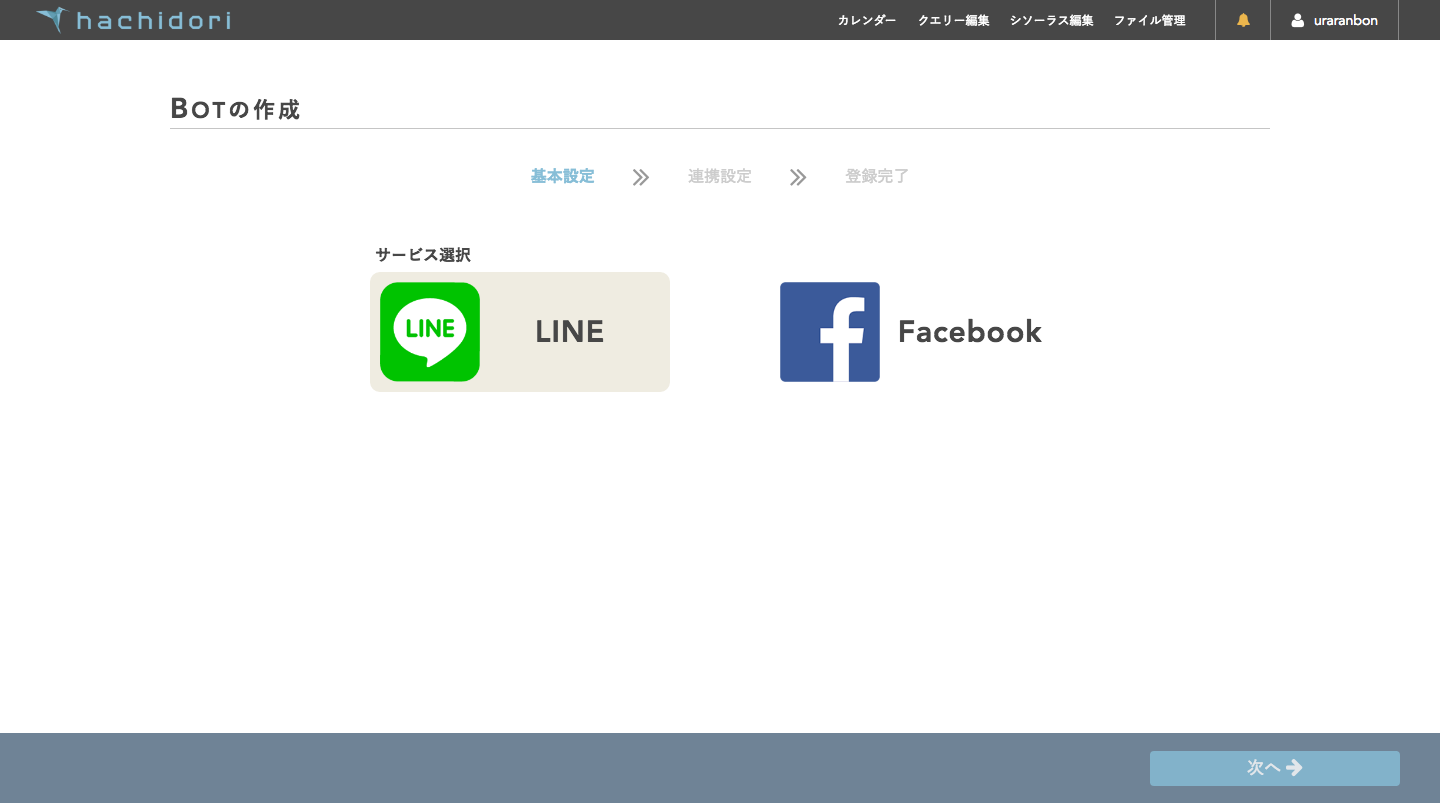 hachidori
カレンダー クエリー編集 シソーラス編集 ファイル管理 uraranbon
BOTの作成
基本設定 連携設定 登録完了
サービス選択
LINE LINE Facebook
次へ